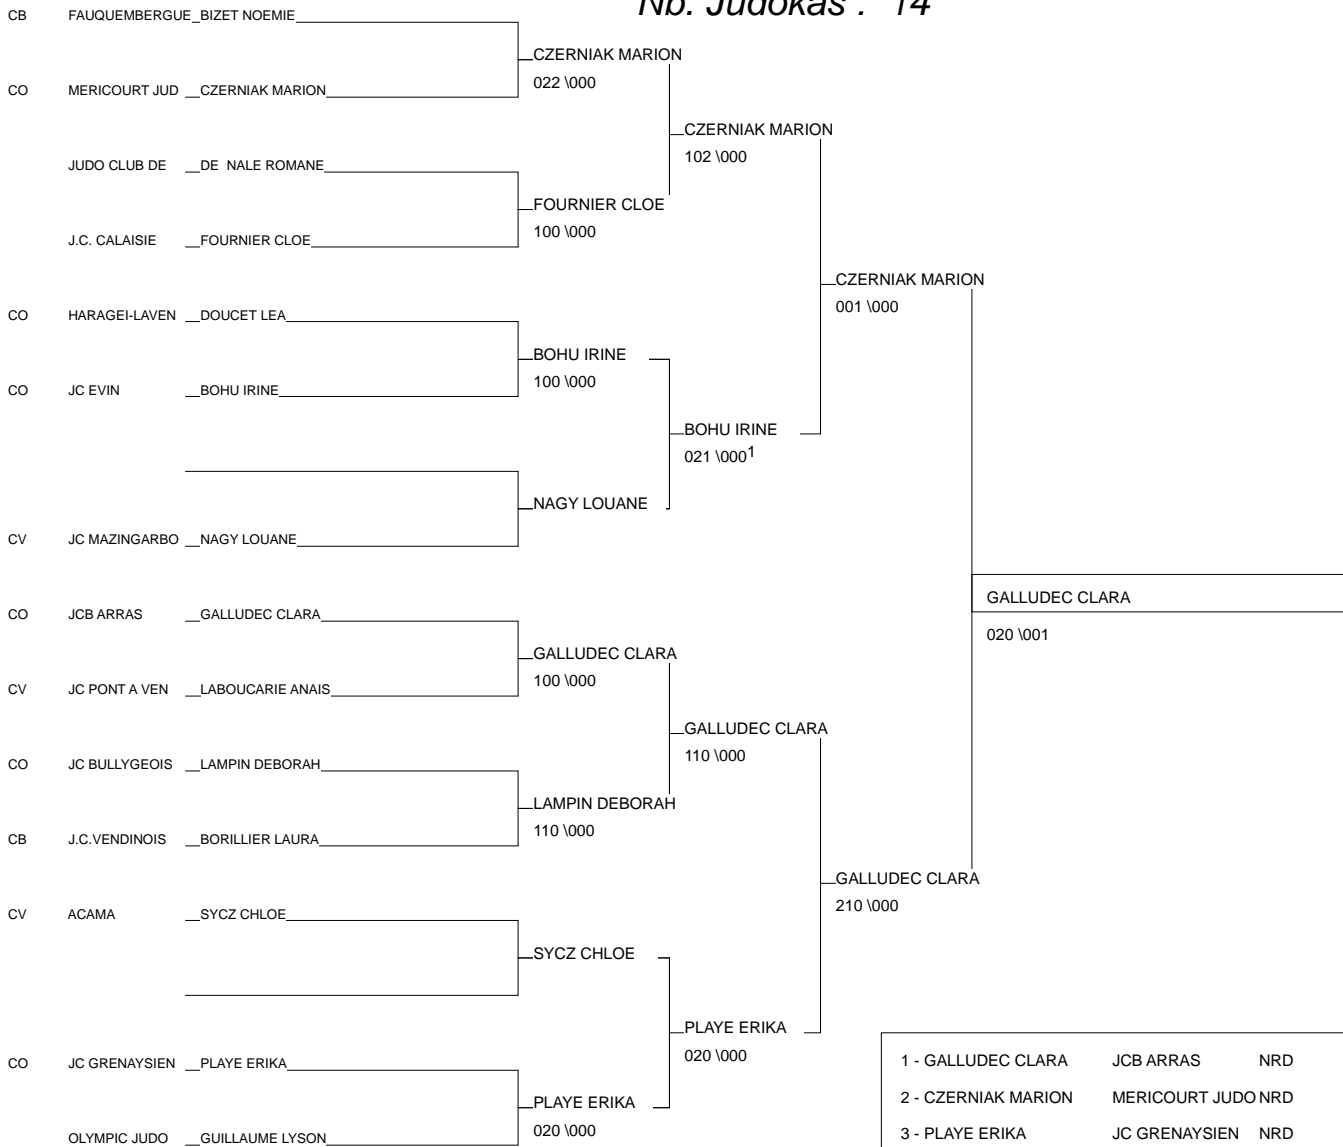 Nb. Judokas : 14
CB FAUQUEMBERGUE BIZET NOEMIE
CZERNIAK MARION
022 \000
CO MERICOURT JUD CZERNIAK MARION
CZERNIAK MARION
102 \000
JUDO CLUB DE DE NALE ROMANE
FOURNIER CLOE
100 \000
J.C. CALAISIE FOURNIER CLOE
CZERNIAK MARION
001 \000
CO HARAGEI-LAVEN DOUCET LEA
BOHU IRINE
100 \000
CO JC EVIN BOHU IRINE
BOHU IRINE
021 \000 1
NAGY LOUANE
CV JC MAZINGARBO NAGY LOUANE
GALLUDEC CLARA
020 \001
CO JCB ARRAS GALLUDEC CLARA
GALLUDEC CLARA
100 \000
CV JC PONT A VEN LABOUCARIE ANAIS
GALLUDEC CLARA
110 \000
CO JC BULLYGEOIS LAMPIN DEBORAH
LAMPIN DEBORAH
110 \000
CB J.C.VENDINOIS BORILLIER LAURA
GALLUDEC CLARA
210 \000
CV ACAMA SYCZ CHLOE
SYCZ CHLOE
PLAYE ERIKA
020 \000
CO JC GRENAYSIEN PLAYE ERIKA
PLAYE ERIKA
020 \000
OLYMPIC JUDO GUILLAUME LYSON
1 - GALLUDEC CLARA JCB ARRAS NRD
2 - CZERNIAK MARION MERICOURT JUDO NRD
3 - PLAYE ERIKA JC GRENAYSIEN NRD